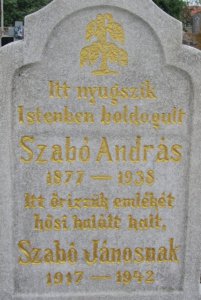 Itt nyugszik
Istenben boldogult
Szabó András
1877 – 1938
Itt őrizzük emlékét
hősi halált halt,
Szabó Jánosnak
1917 – 1942